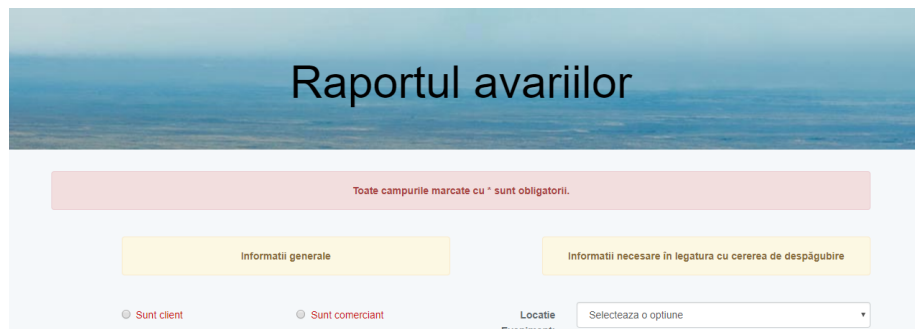 Raportul avariilor
Toate campurile marcate cu * sunt obligatorii.
Informatii generale
Informatii necesare în legatura cu cererea de despăgubire
Sunt client
Sunt comerciant
Locatie
Selecteaza o optiune